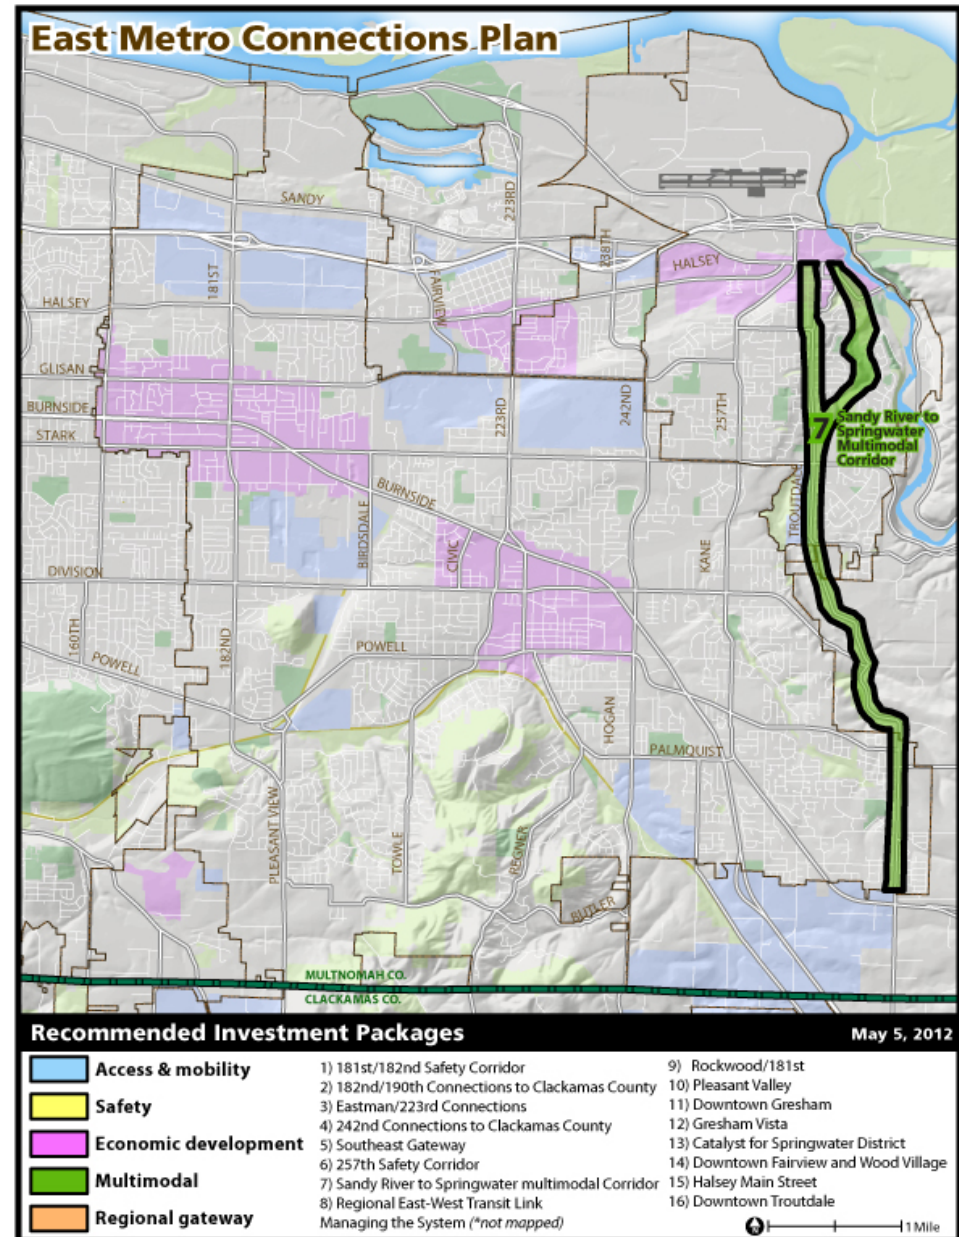 East Metro Connections Plan
SANDY
223RD
238TH
HALSEY
181ST
FAIRVIEW
HALSEY
GLISAN
BURNSIDE
STARK
223RD
242ND
257TH
7
Sandy River to
Springwater
Multimodal
Corridor
BURNSIDE
BIRDSDALE
CIVIC
KANE
DIVISION
160TH
182ND
POWELL
POWELL
HOGAN
PALMQUIST
PLEASANT VIEW
TOWLE
REGNER
BUTLER
MULTNOMAH CO.
CLACKAMAS CO.
Recommended Investment Packages
May 5, 2012
Access & mobility
Safety
Economic development
Multimodal
Regional gateway
1) 181st/182nd Safety Corridor
2) 182nd/190th Connections to Clackamas County
3) Eastman/223rd Connections
4) 242nd Connections to Clackamas County
5) Southeast Gateway
6) 257th Safety Corridor
7) Sandy River to Springwater multimodal Corridor
8) Regional East-West Transit Link
Managing the System (*not mapped)
9) Rockwood/181st
10) Pleasant Valley
11) Downtown Gresham
12) Gresham Vista
13) Catalyst for Springwater District
14) Downtown Fairview and Wood Village
15) Halsey Main Street
16) Downtown Troutdale
1 Mile